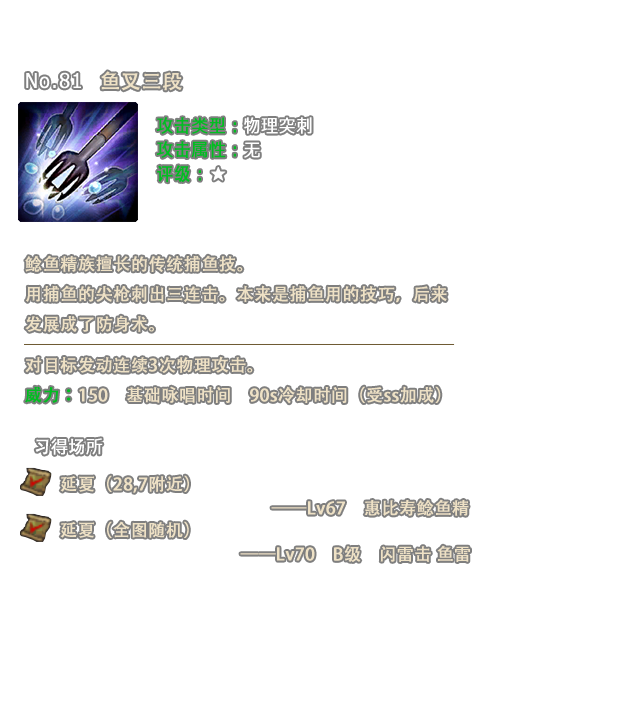 No.81 鱼叉三段
攻击类型：物理突刺
攻击属性：无
评级：☆
鲶鱼精族擅长的传统捕鱼技。
用捕鱼的尖枪刺出三连击。本来是捕鱼用的技巧，后来
发展成了防身术。
对目标发动连续3次物理攻击。
威力：150 基础咏唱时间 90s冷却时间（受ss加成）
习得场所
延夏（28,7附近）
——Lv67 惠比寿鲶鱼精
延夏（全图随机）
——Lv70 B级 闪雷击 鱼雷